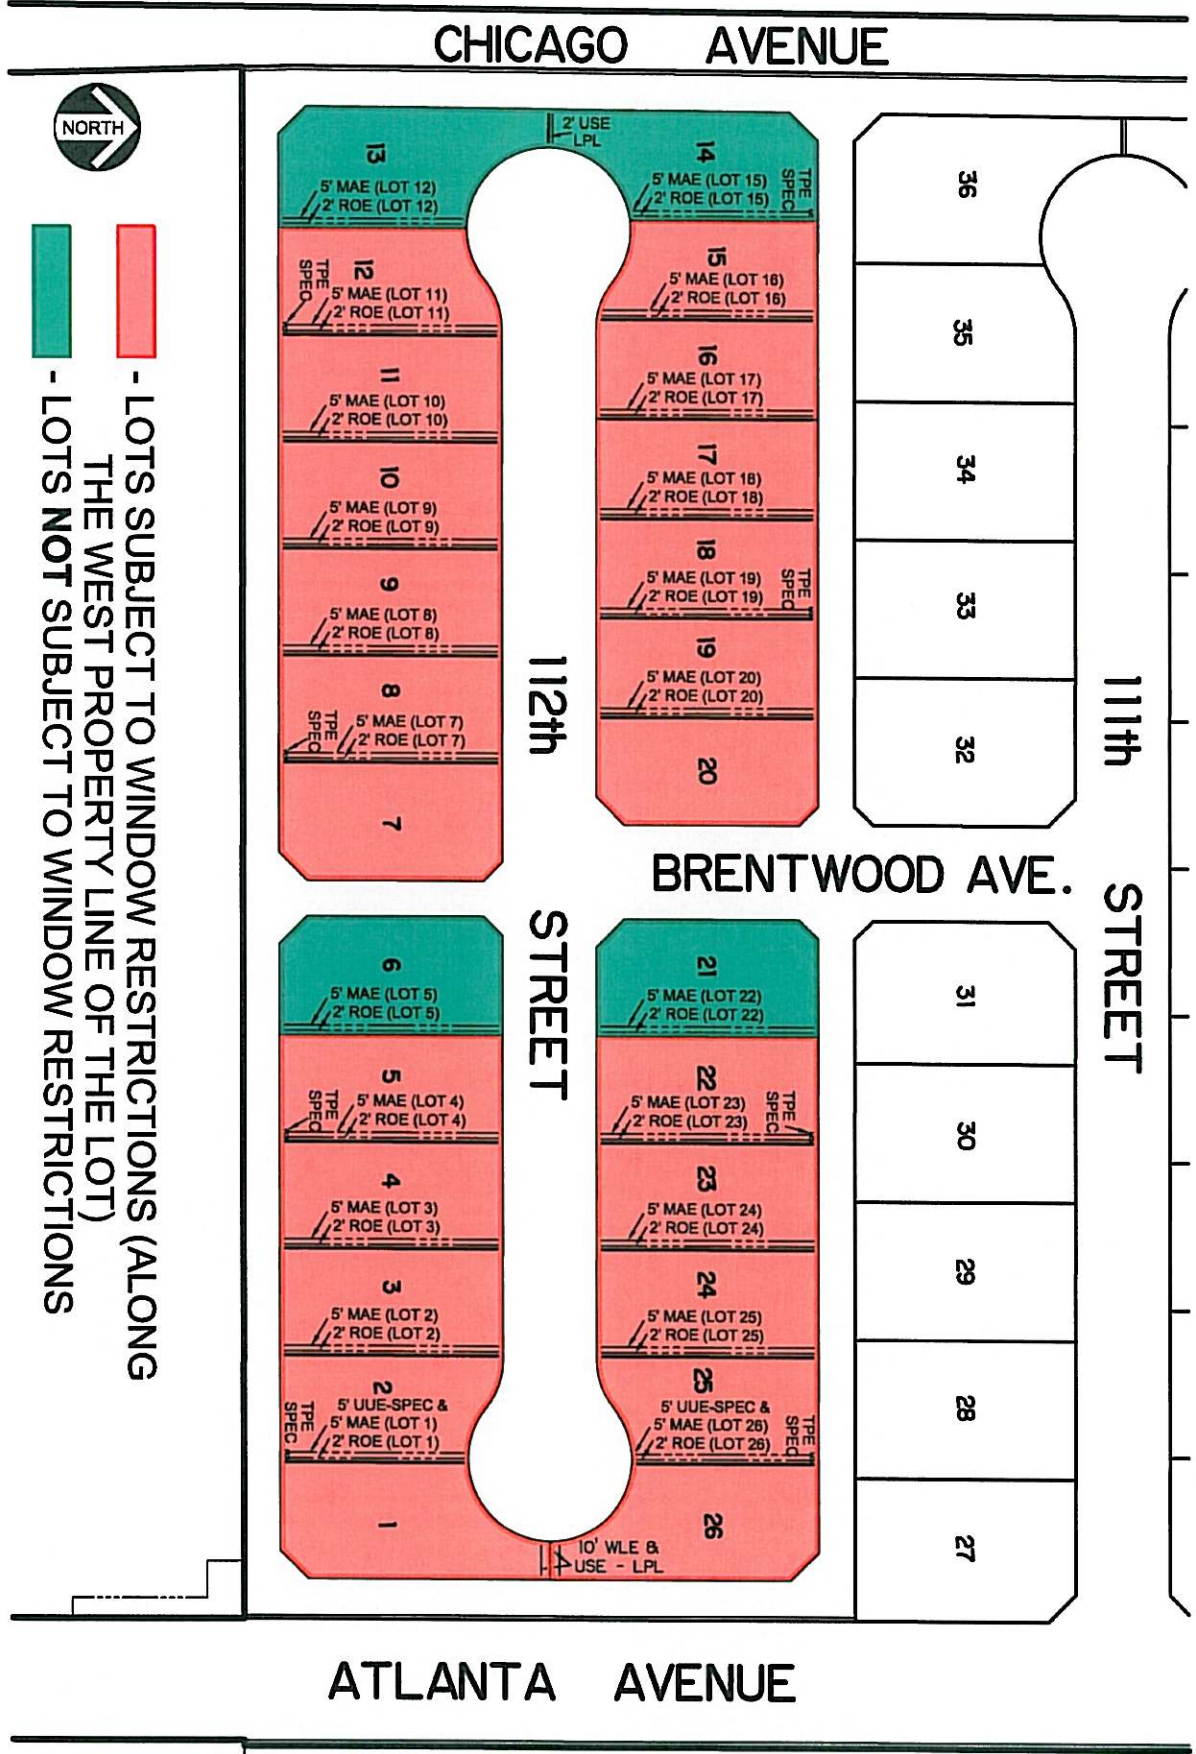 CHICAGO AVENUE
NORTH
- LOTS SUBJECT TO WINDOW RESTRICTIONS (ALONG
THE WEST PROPERTY LINE OF THE LOT)
- LOTS NOT SUBJECT TO WINDOW RESTRICTIONS
13
5' MAE (LOT 12)
2' ROE (LOT 12)
2' USE
LPL
14
5' MAE (LOT 15)
2' ROE (LOT 15)
TPE
SPEC
12
TPE
SPEC
5' MAE (LOT 11)
2' ROE (LOT 11)
15
5' MAE (LOT 16)
2' ROE (LOT 16)
11
5' MAE (LOT 10)
2' ROE (LOT 10)
16
5' MAE (LOT 17)
2' ROE (LOT 17)
10
5' MAE (LOT 9)
2' ROE (LOT 9)
17
5' MAE (LOT 18)
2' ROE (LOT 18)
9
5' MAE (LOT 8)
2' ROE (LOT 8)
18
5' MAE (LOT 19)
2' ROE (LOT 19)
TPE
SPEC
8
TPE
SPEC
5' MAE (LOT 7)
2' ROE (LOT 7)
19
5' MAE (LOT 20)
2' ROE (LOT 20)
7
20
36
35
34
33
32
112th STREET
111th STREET
BRENTWOOD AVE.
6
5' MAE (LOT 5)
2' ROE (LOT 5)
21
5' MAE (LOT 22)
2' ROE (LOT 22)
5
TPE
SPEC
5' MAE (LOT 4)
2' ROE (LOT 4)
22
5' MAE (LOT 23)
2' ROE (LOT 23)
TPE
SPEC
4
5' MAE (LOT 3)
2' ROE (LOT 3)
23
5' MAE (LOT 24)
2' ROE (LOT 24)
3
5' MAE (LOT 2)
2' ROE (LOT 2)
24
5' MAE (LOT 25)
2' ROE (LOT 25)
2
5' UUE-SPEC &
5' MAE (LOT 1)
2' ROE (LOT 1)
TPE
SPEC
25
5' UUE-SPEC &
5' MAE (LOT 26)
2' ROE (LOT 26)
TPE
SPEC
1
26
10' WLE &
USE - LPL
31
30
29
28
27
ATLANTA AVENUE